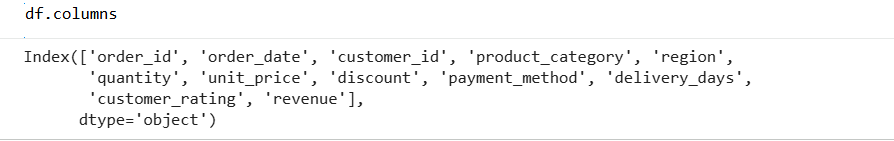 df.columns
Index(['order_id', 'order_date', 'customer_id', 'product_category', 'region',
'quantity', 'unit_price', 'discount', 'payment_method', 'delivery_days',
'customer_rating', 'revenue'],
dtype='object')